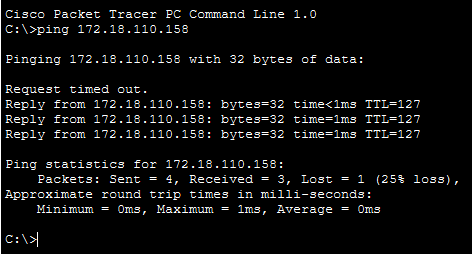 Cisco Packet Tracer PC Command Line 1.0
C:\>ping 172.18.110.158
Pinging 172.18.110.158 with 32 bytes of data:
Request timed out.
Reply from 172.18.110.158: bytes=32 time<1ms TTL=127
Reply from 172.18.110.158: bytes=32 time=1ms TTL=127
Reply from 172.18.110.158: bytes=32 time=1ms TTL=127
Ping statistics for 172.18.110.158:
Packets: Sent = 4, Received = 3, Lost = 1 (25% loss),
Approximate round trip times in milli-seconds:
Minimum = 0ms, Maximum = 1ms, Average = 0ms
C:\>